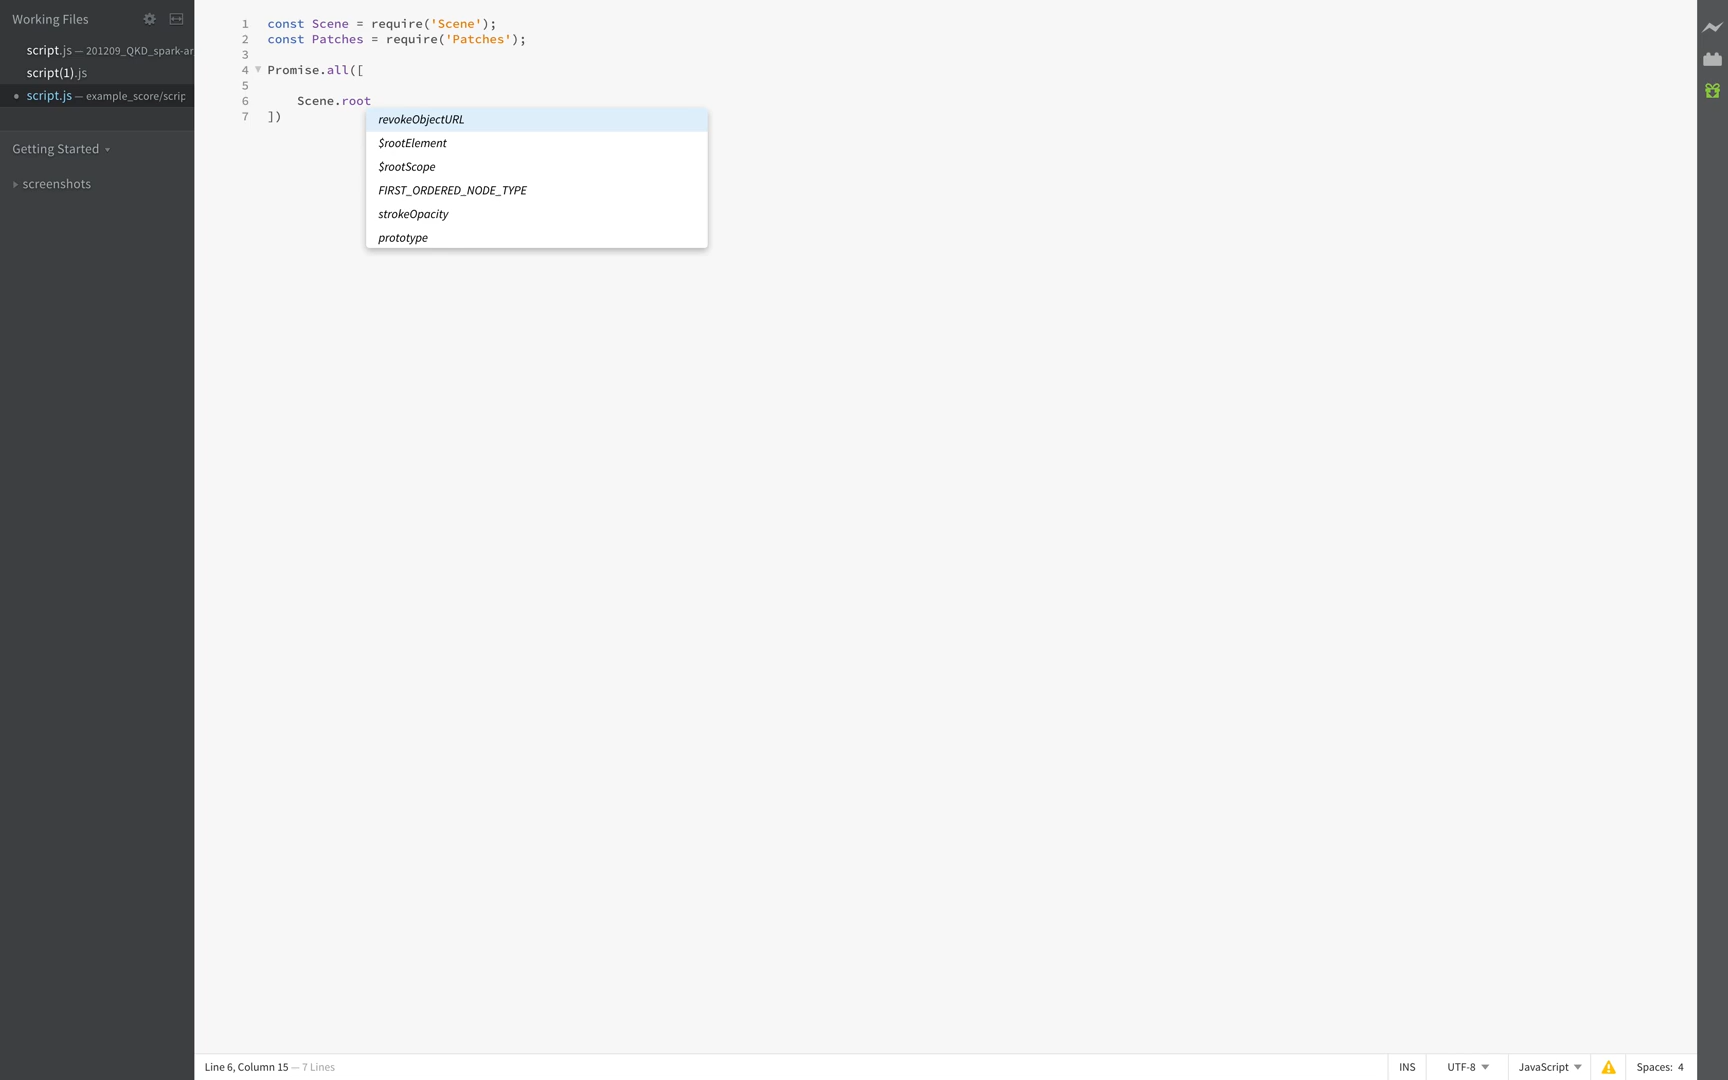 Working Files
script.js — 201209_QKD_spark-ar
script(1).js
script.js — example_score/scrip
Getting Started
screenshots
1 const Scene = require('Scene');
2 const Patches = require('Patches');
3
4 Promise.all([
5
6 Scene.root
7 ])
revokeObjectURL
$rootElement
$rootScope
FIRST_ORDERED_NODE_TYPE
strokeOpacity
prototype
Line 6, Column 15 — 7 Lines
INS
UTF-8
JavaScript
Spaces: 4